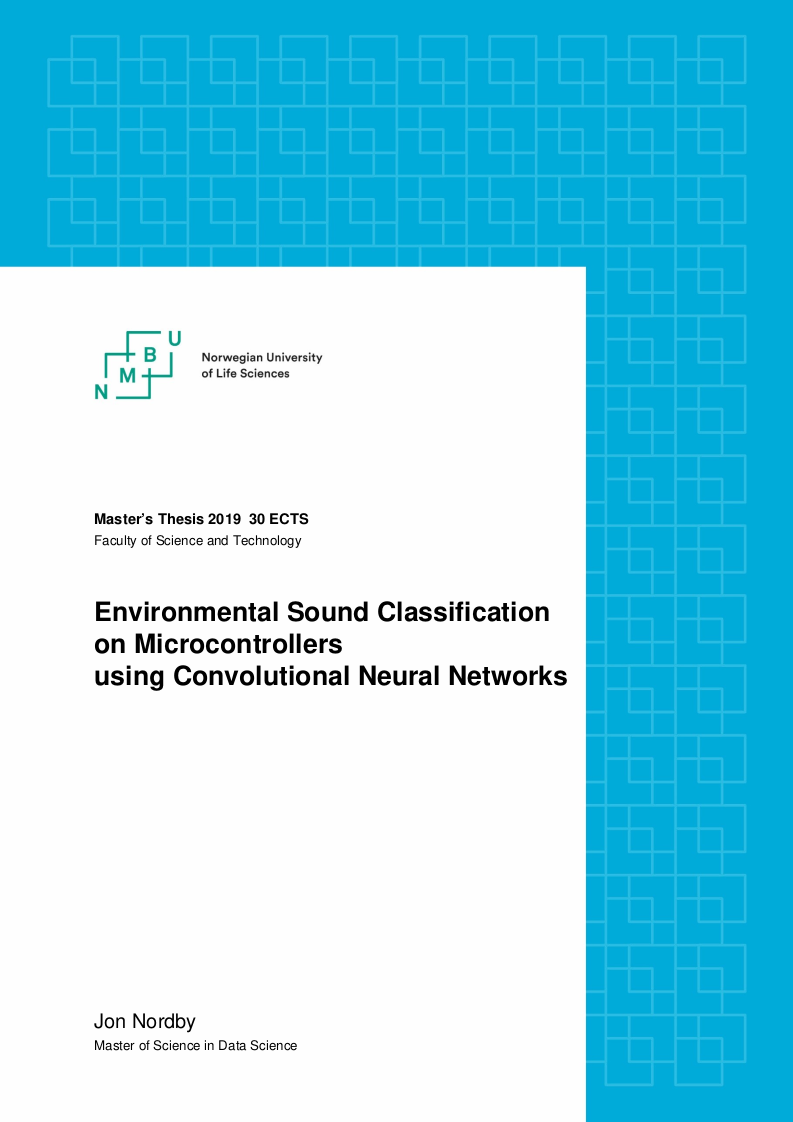 U
B
M
N
Norwegian University
of Life Sciences
Master’s Thesis 2019 30 ECTS
Faculty of Science and Technology
Environmental Sound Classification
on Microcontrollers
using Convolutional Neural Networks
Jon Nordby
Master of Science in Data Science